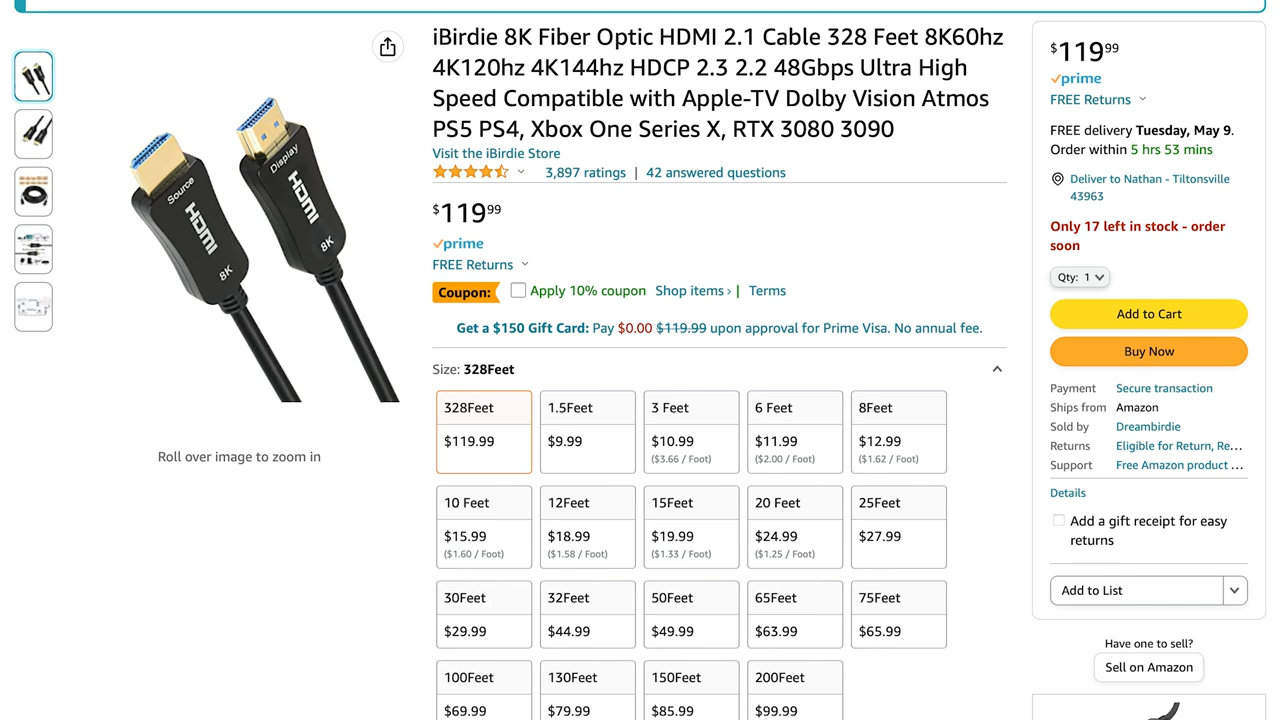 iBirdie 8K Fiber Optic HDMI 2.1 Cable 328 Feet 8K60hz
4K120hz 4K144hz HDCP 2.3 2.2 48Gbps Ultra High
Speed Compatible with Apple-TV Dolby Vision Atmos
PS5 PS4, Xbox One Series X, RTX 3080 3090
Visit the iBirdie Store
3,897 ratings | 42 answered questions
$119.99
prime
FREE Returns
Coupon: Apply 10% coupon Shop items › | Terms
Get a $150 Gift Card: Pay $0.00 $119.99 upon approval for Prime Visa. No annual fee.
Source
HDMI
8K
Display
HDMI
8K
Roll over image to zoom in
Size: 328Feet
328Feet
$119.99
1.5Feet
$9.99
3 Feet
$10.99
($3.66 / Foot)
6 Feet
$11.99
($2.00 / Foot)
8Feet
$12.99
($1.62 / Foot)
10 Feet
$15.99
($1.60 / Foot)
12Feet
$18.99
($1.58 / Foot)
15Feet
$19.99
($1.33 / Foot)
20 Feet
$24.99
($1.25 / Foot)
25Feet
$27.99
30Feet
$29.99
32Feet
$44.99
50Feet
$49.99
65Feet
$63.99
75Feet
$65.99
100Feet
$69.99
130Feet
$79.99
150Feet
$85.99
200Feet
$99.99
$119.99
prime
FREE Returns
FREE delivery Tuesday, May 9.
Order within 5 hrs 53 mins
Deliver to Nathan - Tiltonsville
43963
Only 17 left in stock - order
soon
Qty: 1
Add to Cart
Buy Now
Payment Secure transaction
Ships from Amazon
Sold by Dreambirdie
Returns Eligible for Return, Re...
Support Free Amazon product ...
Details
Add a gift receipt for easy
returns
Add to List
Have one to sell?
Sell on Amazon